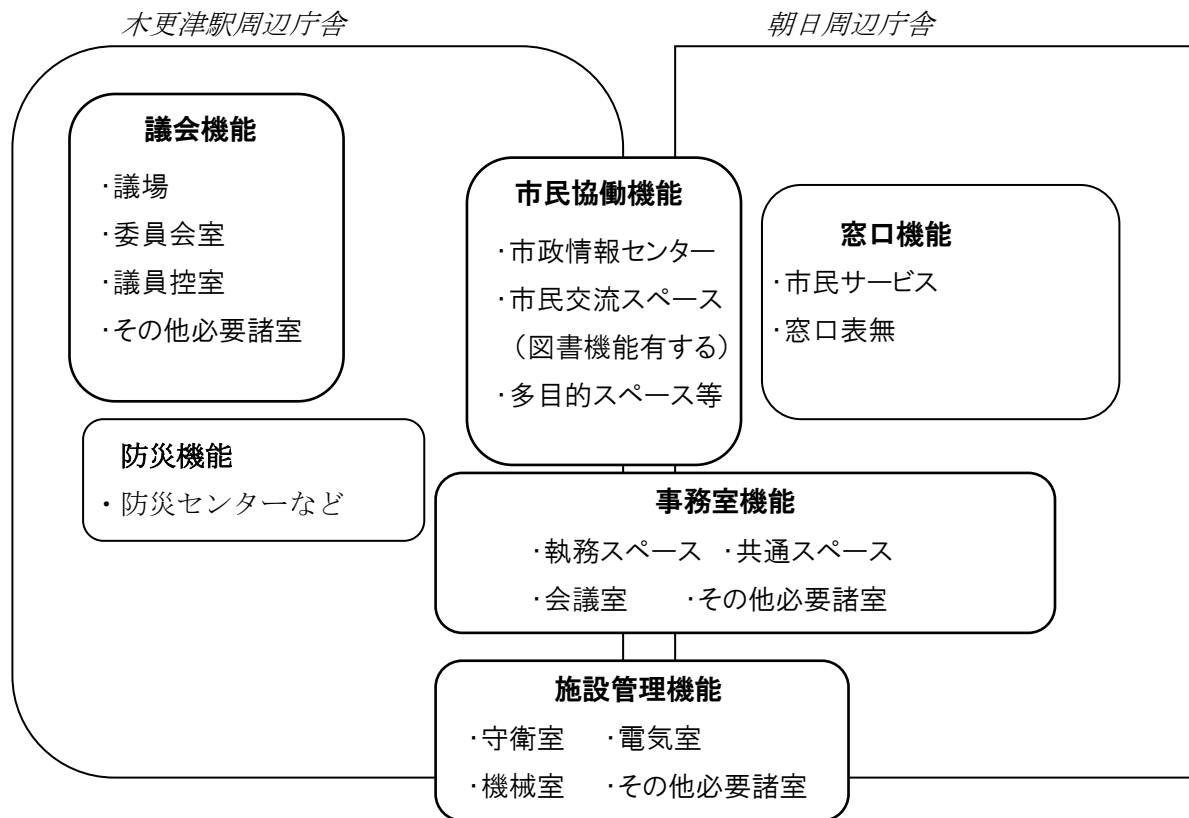 木更津駅周辺庁舎
朝日周辺庁舎
議会機能
・議場
・委員会室
・議員控室
・その他必要諸室
市民協働機能
・市政情報センター
・市民交流スペース
（図書機能有する）
・多目的スペース等
窓口機能
・市民サービス
・窓口表無
防災機能
・防災センターなど
事務室機能
・執務スペース ・共通スペース
・会議室 ・その他必要諸室
施設管理機能
・守衛室 ・電気室
・機械室 ・その他必要諸室